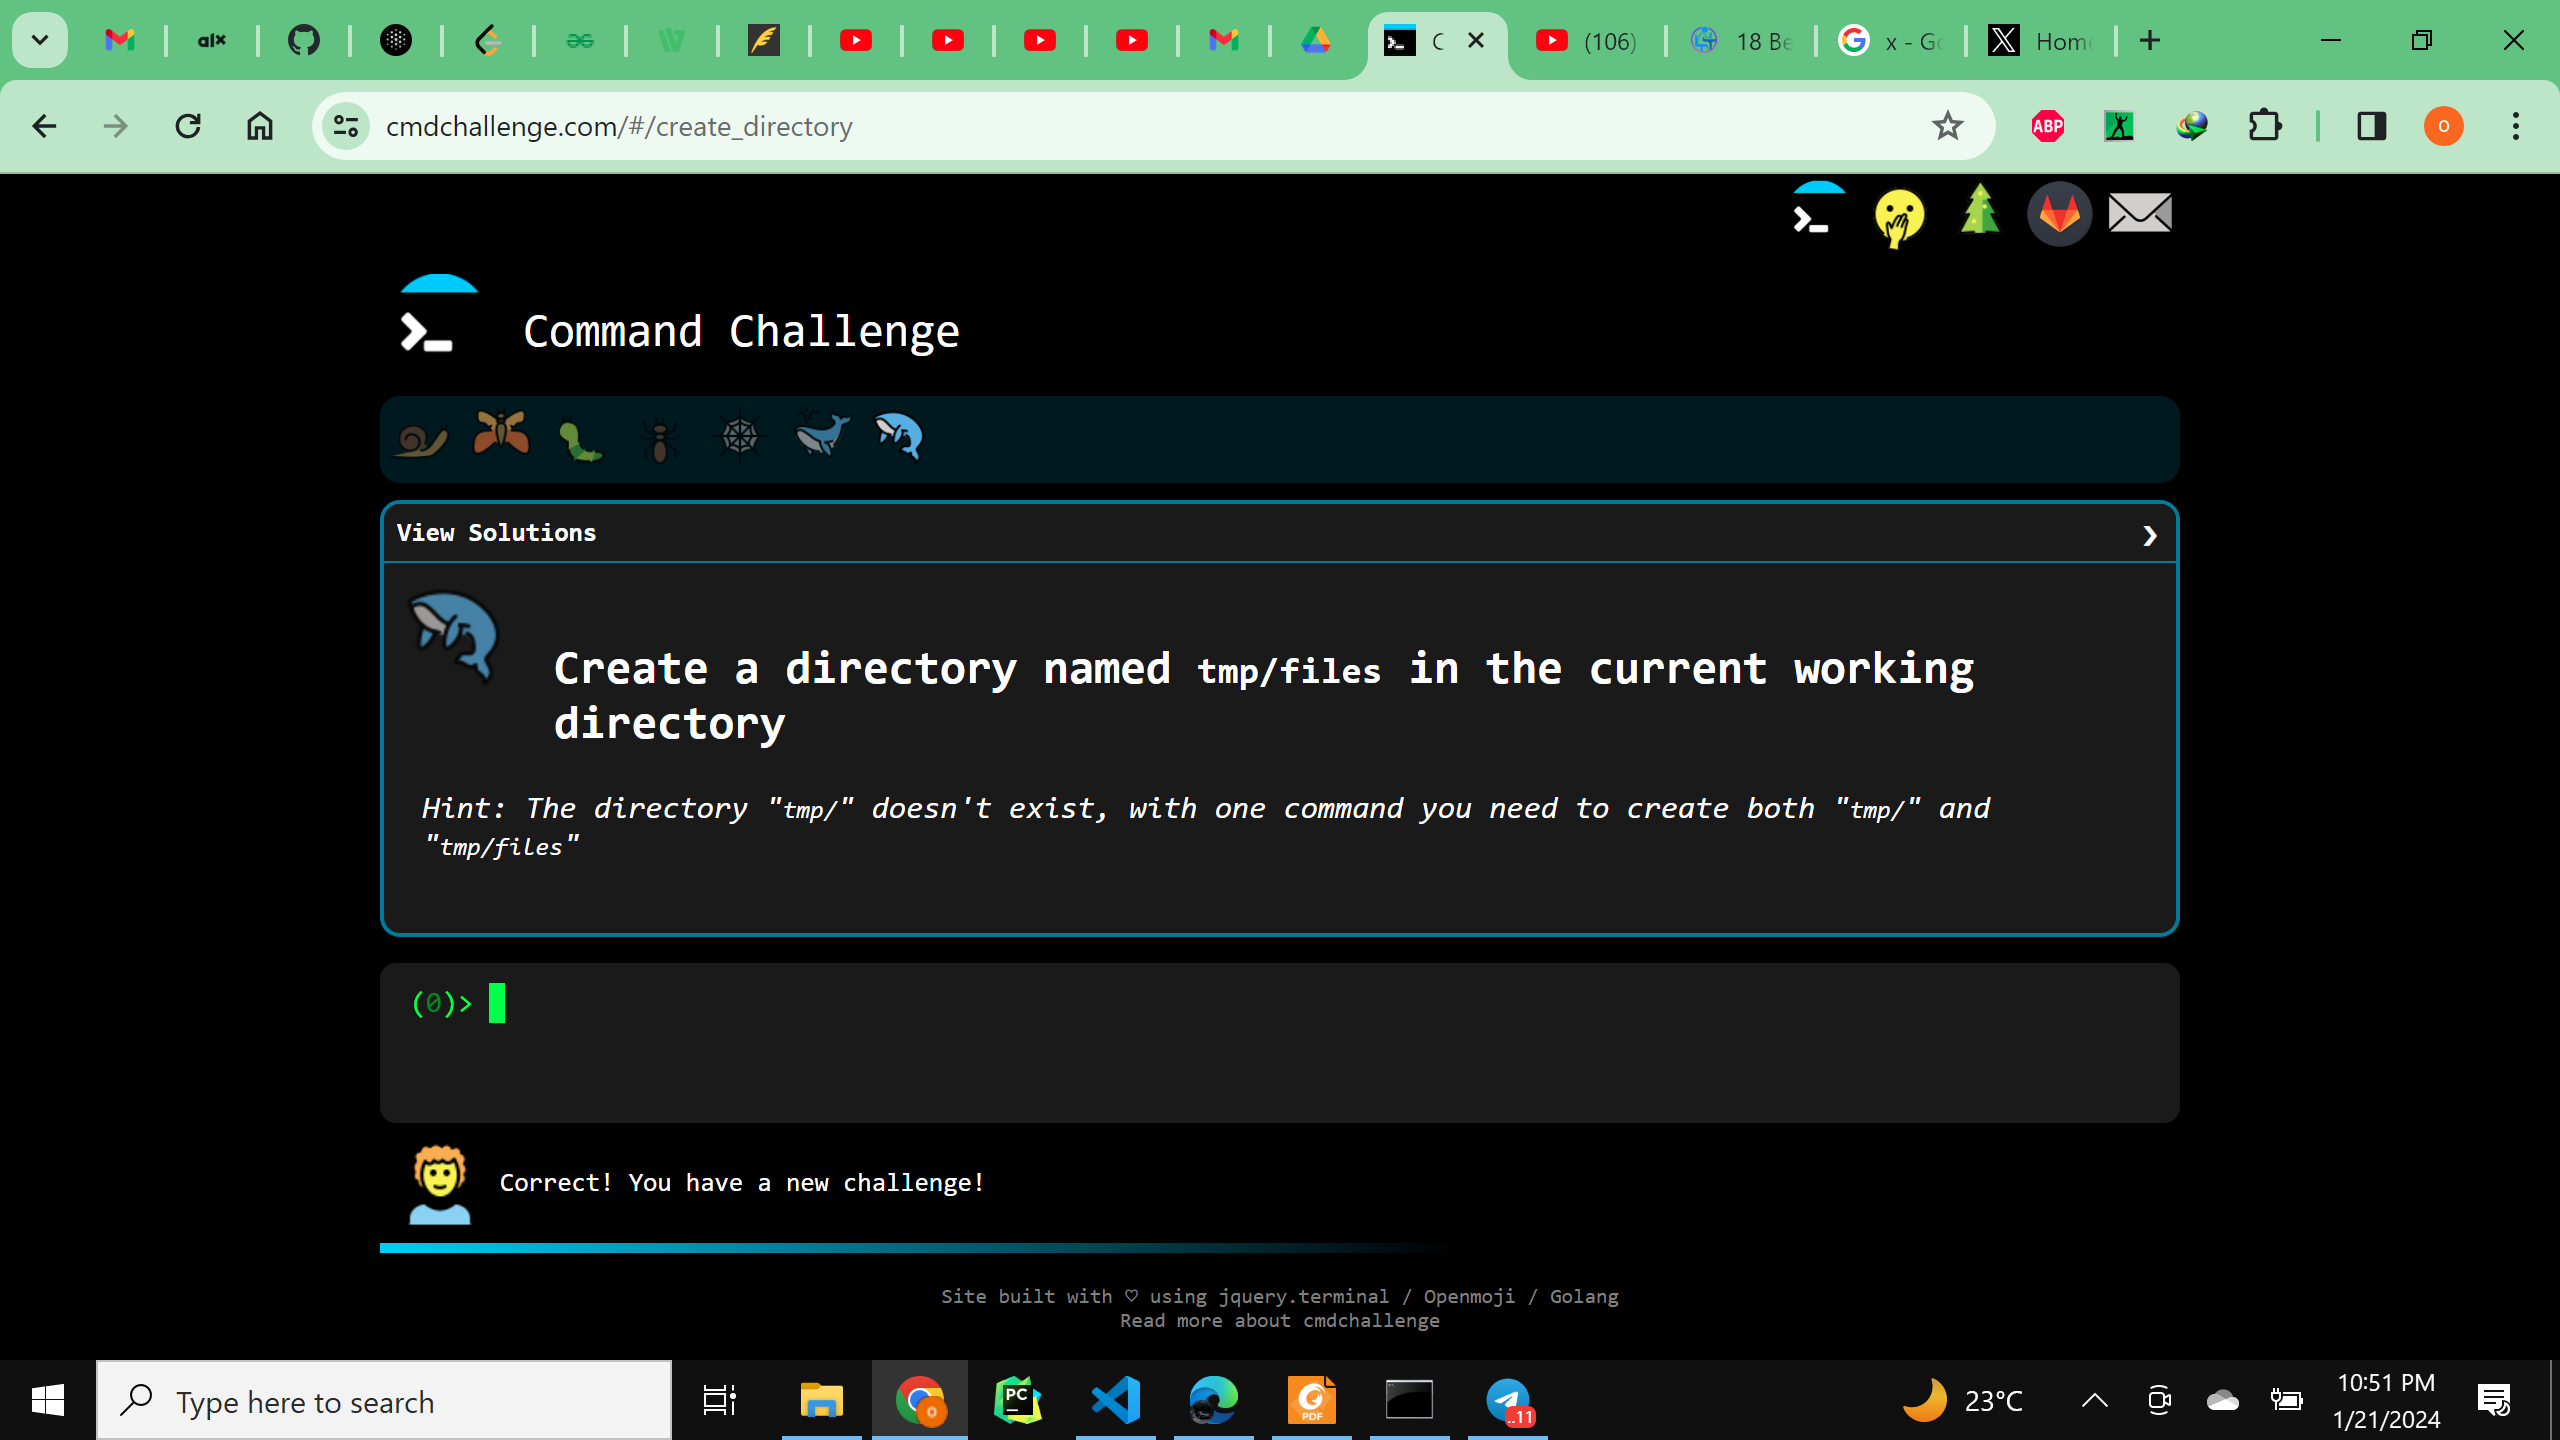 alx
C
(106)
18 Be
x - Go
Home
cmdchallenge.com/#/create_directory
ABP
O
Command Challenge
View Solutions
Create a directory named tmp/files in the current working
directory
Hint: The directory "tmp/" doesn't exist, with one command you need to create both "tmp/" and
"tmp/files"
(0)>
Correct! You have a new challenge!
Site built with ♡ using jquery.terminal / Openmoji / Golang
Read more about cmdchallenge
Type here to search
PC
PDF
..11
23°C
10:51 PM
1/21/2024